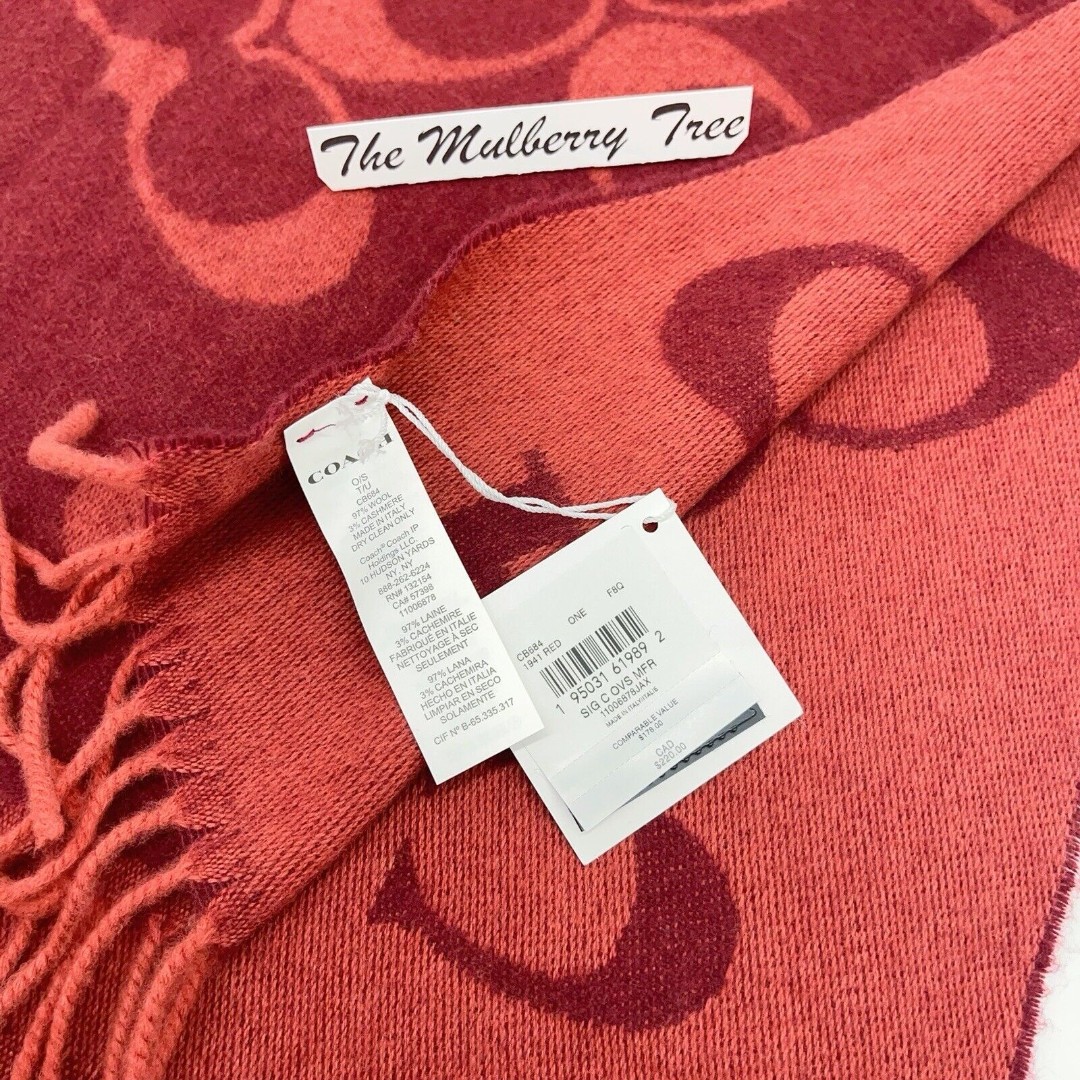 The Mulberry Tree
COACH
O/S
T/U
CB684
97% WOOL
3% CASHMERE
MADE IN ITALY
DRY CLEAN ONLY
Coach® Coach IP
Holdings LLC.
10 HUDSON YARDS
NY, NY
888-262-6224
RN# 132154
CA# 57398
11006878
97% LAINE
3% CACHEMIRE
FABRIQUÉ EN ITALIE
NETTOYAGE À SEC
SEULEMENT
97% LANA
3% CACHEMIRA
HECHO EN ITALIA
LIMPIAR EN SECO
SOLAMENTE
CIF Nº B-65.335.317
CB684
1941 RED ONE F8Q
1 95031 61989 2
SIG C OVS MFR
11006878JAX
MADE IN ITALY/ITALIE
COMPARABLE VALUE
$178.00
CAD
$220.00